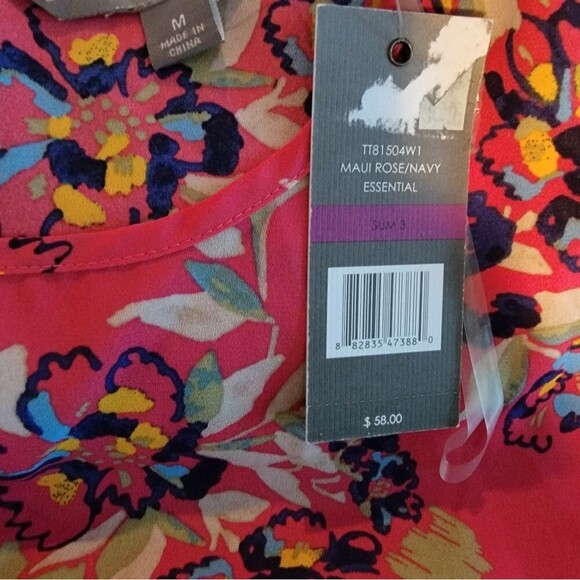 M
MADE IN
CHINA
TT81504W1
MAUI ROSE/NAVY
ESSENTIAL
SUM 3
8 82835 47388 0
$ 58.00